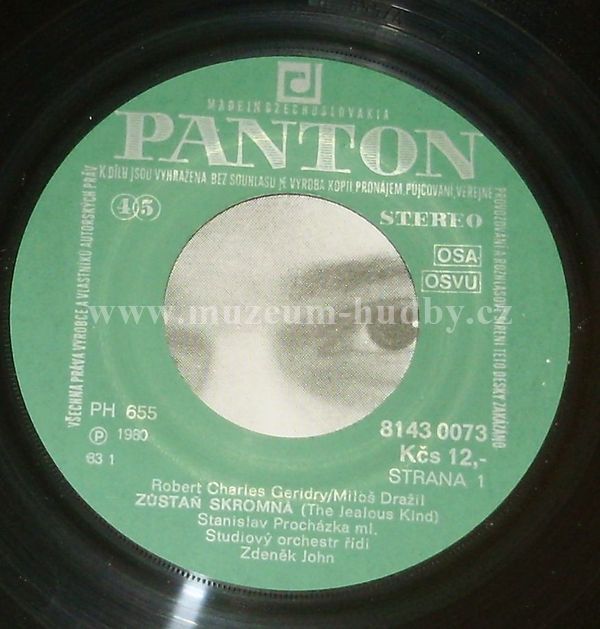 MADE IN CZECHOSLOVAKIA
PANTON
VŠECHNA PRÁVA VÝROBCE A VLASTNÍKŮ AUTORSKÝCH PRÁV
K DÍLU JSOU VYHRAŽENA. BEZ SOUHLASU JE VÝROBA KOPIÍ, PRONÁJEM, PŮJČOVÁNÍ, VEŘEJNÉ
PROVOZOVÁNÍ A ROZHLASOVÉ ŠÍŘENÍ TÉTO DESKY ZAKÁZÁNO
45
STEREO
OSA
OSVU
www.muzeum-hudby.cz
PH 655
8143 0073
Ⓟ 1980
Kčs 12,-
83 1
STRANA 1
Robert Charles Geridry/Miloš Dražil
ZŮSTAŇ SKROMNÁ (The Jealous Kind)
Stanislav Procházka ml.
Studiový orchestr řídí
Zdeněk John